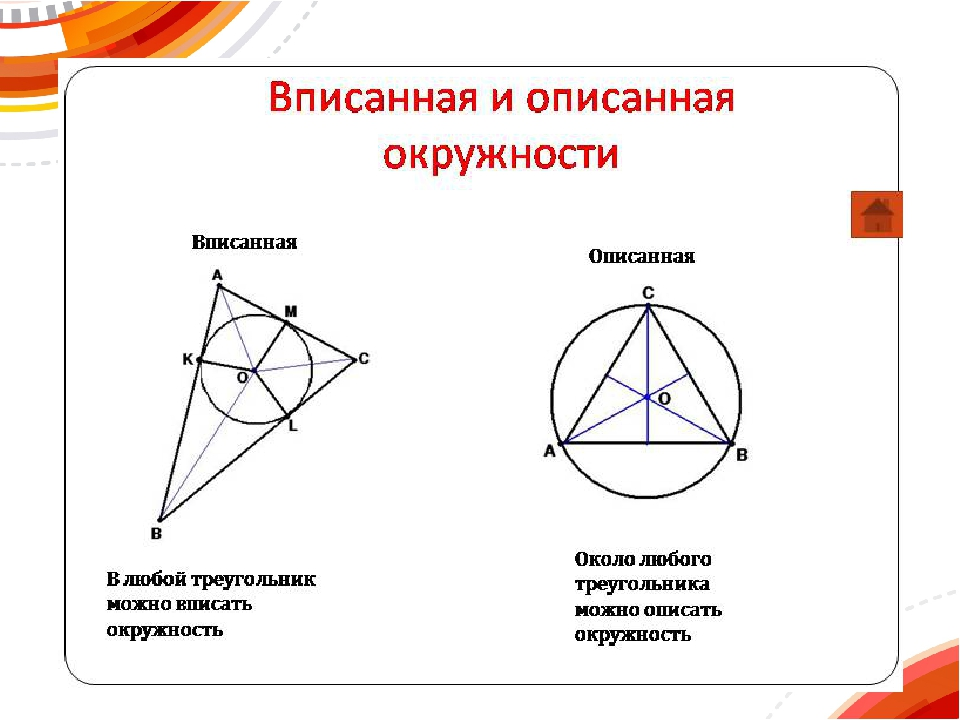 Вписанная и описанная
окружности
Вписанная
A
M
K
O
C
L
B
В любой треугольник
можно вписать
окружность
Описанная
C
O
A
B
Около любого
треугольника
можно описать
окружность